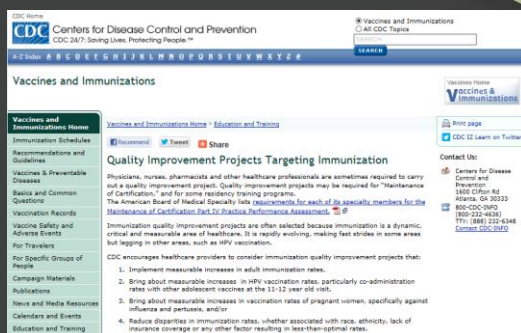 CDC Home
CDC Centers for Disease Control and Prevention
CDC 24/7: Saving Lives. Protecting People.™
Vaccines and Immunizations
All CDC Topics
SEARCH
SEARCH
A-Z Index A B C D E F G H I J K L M N O P Q R S T U V W X Y Z #
Vaccines and Immunizations
Vaccines Home
Vaccines & Immunizations
Vaccines and
Immunizations Home
Immunization Schedules
Recommendations and
Guidelines
Vaccines & Preventable
Diseases
Basics and Common
Questions
Vaccination Records
Vaccine Safety and
Adverse Events
For Travelers
For Specific Groups of
People
Campaign Materials
Publications
News and Media Resources
Calendars and Events
Education and Training
Vaccines and Immunizations Home > Education and Training
Recommend Tweet Share
Quality Improvement Projects Targeting Immunization
Physicians, nurses, pharmacists and other healthcare professionals are sometimes required to carry
out a quality improvement project. Quality improvement projects may be required for "Maintenance
of Certification," and for some residency training programs.
The American Board of Medical Specialty lists requirements for each of its specialty members for the
Maintenance of Certification Part IV Practice Performance Assessment.
Immunization quality improvement projects are often selected because immunization is a dynamic,
critical and measurable area of healthcare. It is rapidly evolving, making fast strides in some areas
but lagging in other areas, such as HPV vaccination.
CDC encourages healthcare providers to consider immunization quality improvement projects that:
1. Implement measurable increases in adult immunization rates,
2. Bring about measurable increases in HPV vaccination rates, particularly co-administration
rates with other adolescent vaccines at the 11-12 year old visit.
3. Bring about measurable increases in vaccination rates of pregnant women, specifically against
influenza and pertussis, and/or
4. Reduce disparities in immunization rates, whether associated with race, ethnicity, lack of
insurance coverage or any other factor resulting in less-than-optimal rates.
Print page
CDC IZ Learn on Twitter
Contact Us:
Centers for Disease
Control and
Prevention
1600 Clifton Rd
Atlanta, GA 30333
800-CDC-INFO
(800-232-4636)
TTY: (888) 232-6348
Contact CDC-INFO